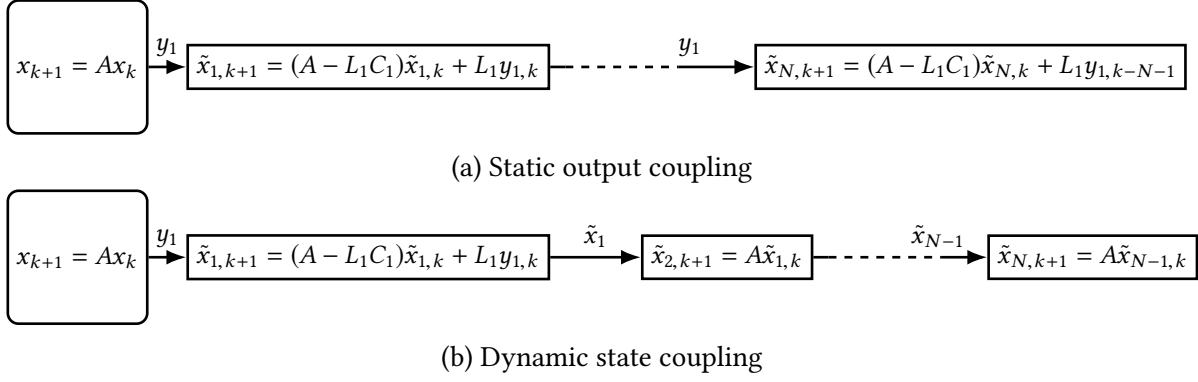 x_{k+1} = Ax_k
y_1
x̃_{1,k+1} = (A − L_1C_1)x̃_{1,k} + L_1y_{1,k}
y_1
x̃_{N,k+1} = (A − L_1C_1)x̃_{N,k} + L_1y_{1,k−N−1}
(a) Static output coupling
x_{k+1} = Ax_k
y_1
x̃_{1,k+1} = (A − L_1C_1)x̃_{1,k} + L_1y_{1,k}
x̃_1
x̃_{2,k+1} = Ax̃_{1,k}
x̃_{N−1}
x̃_{N,k+1} = Ax̃_{N−1,k}
(b) Dynamic state coupling